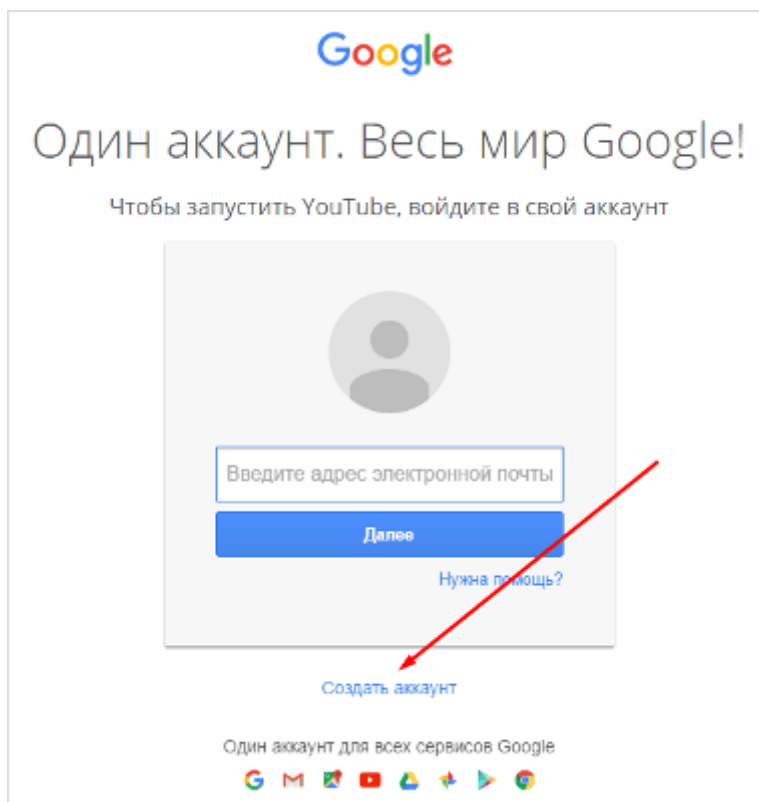 Google
Один аккаунт. Весь мир Google!
Чтобы запустить YouTube, войдите в свой аккаунт
Введите адрес электронной почты
Далее
Нужна помощь?
Создать аккаунт
Один аккаунт для всех сервисов Google